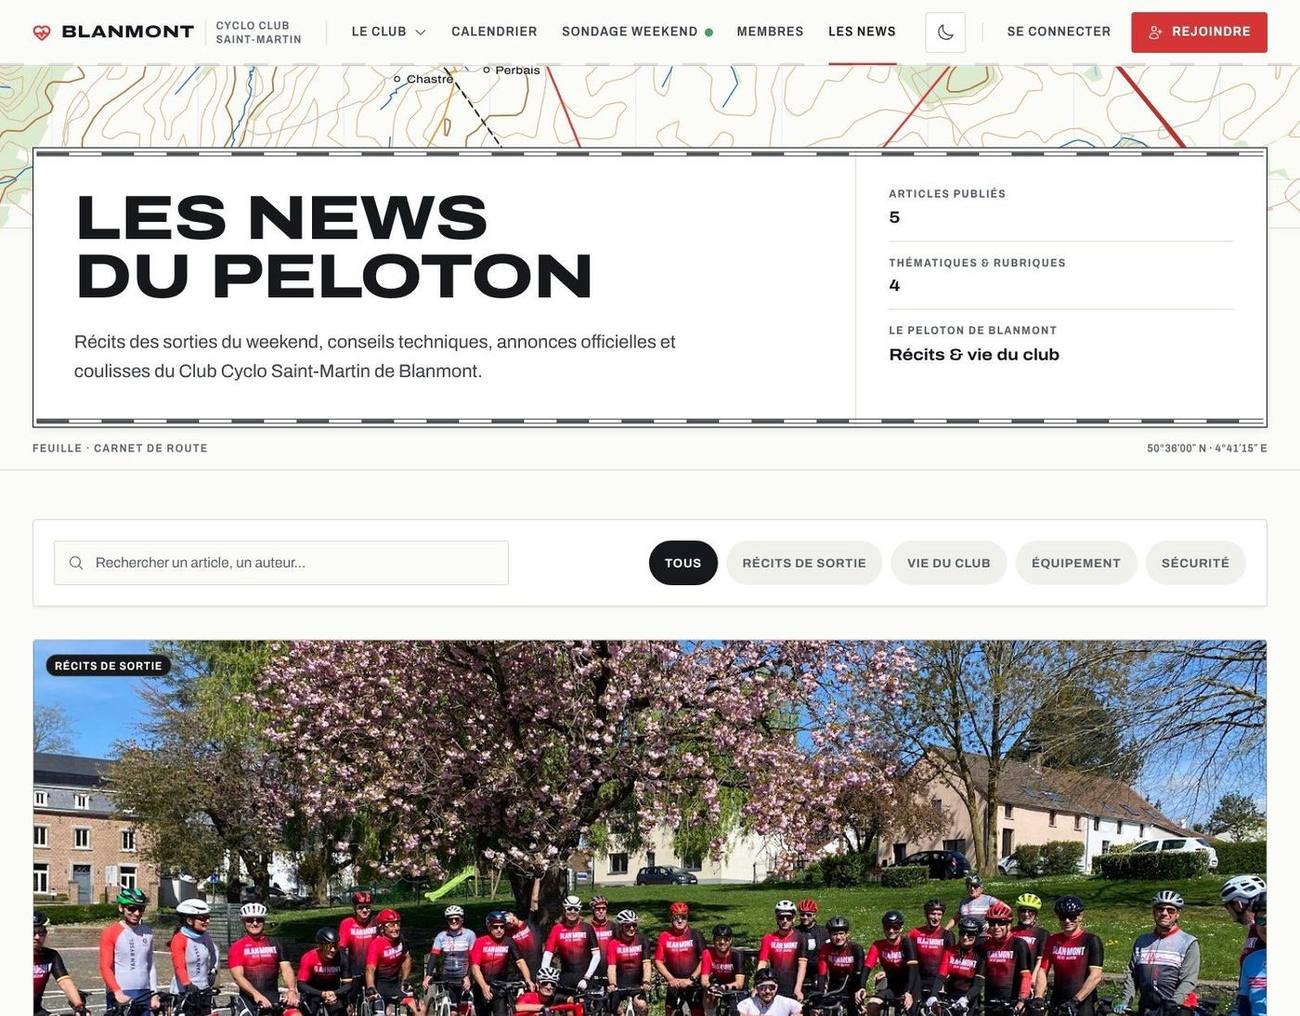 BLANMONT
CYCLO CLUB
SAINT-MARTIN
LE CLUB
CALENDRIER
SONDAGE WEEKEND
MEMBRES
LES NEWS
SE CONNECTER
REJOINDRE
Perbais
Chastre
LES NEWS
DU PELOTON
Récits des sorties du weekend, conseils techniques, annonces officielles et
coulisses du Club Cyclo Saint-Martin de Blanmont.
ARTICLES PUBLIÉS
5
THÉMATIQUES & RUBRIQUES
4
LE PELOTON DE BLANMONT
Récits & vie du club
FEUILLE · CARNET DE ROUTE
50°36′00″ N · 4°41′15″ E
Rechercher un article, un auteur...
TOUS
RÉCITS DE SORTIE
VIE DU CLUB
ÉQUIPEMENT
SÉCURITÉ
RÉCITS DE SORTIE